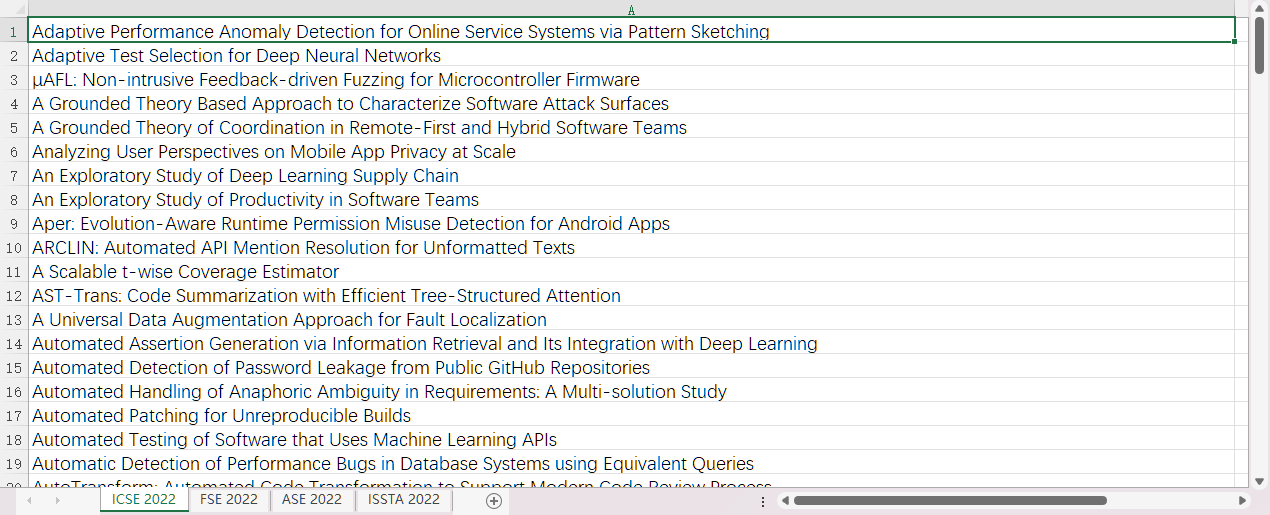 A
1 Adaptive Performance Anomaly Detection for Online Service Systems via Pattern Sketching
2 Adaptive Test Selection for Deep Neural Networks
3 µAFL: Non-intrusive Feedback-driven Fuzzing for Microcontroller Firmware
4 A Grounded Theory Based Approach to Characterize Software Attack Surfaces
5 A Grounded Theory of Coordination in Remote-First and Hybrid Software Teams
6 Analyzing User Perspectives on Mobile App Privacy at Scale
7 An Exploratory Study of Deep Learning Supply Chain
8 An Exploratory Study of Productivity in Software Teams
9 Aper: Evolution-Aware Runtime Permission Misuse Detection for Android Apps
10 ARCLIN: Automated API Mention Resolution for Unformatted Texts
11 A Scalable t-wise Coverage Estimator
12 AST-Trans: Code Summarization with Efficient Tree-Structured Attention
13 A Universal Data Augmentation Approach for Fault Localization
14 Automated Assertion Generation via Information Retrieval and Its Integration with Deep Learning
15 Automated Detection of Password Leakage from Public GitHub Repositories
16 Automated Handling of Anaphoric Ambiguity in Requirements: A Multi-solution Study
17 Automated Patching for Unreproducible Builds
18 Automated Testing of Software that Uses Machine Learning APIs
19 Automatic Detection of Performance Bugs in Database Systems using Equivalent Queries
20 AutoTransform: Automated Code Transformation to Support Modern Code Review Process
ICSE 2022 FSE 2022 ASE 2022 ISSTA 2022